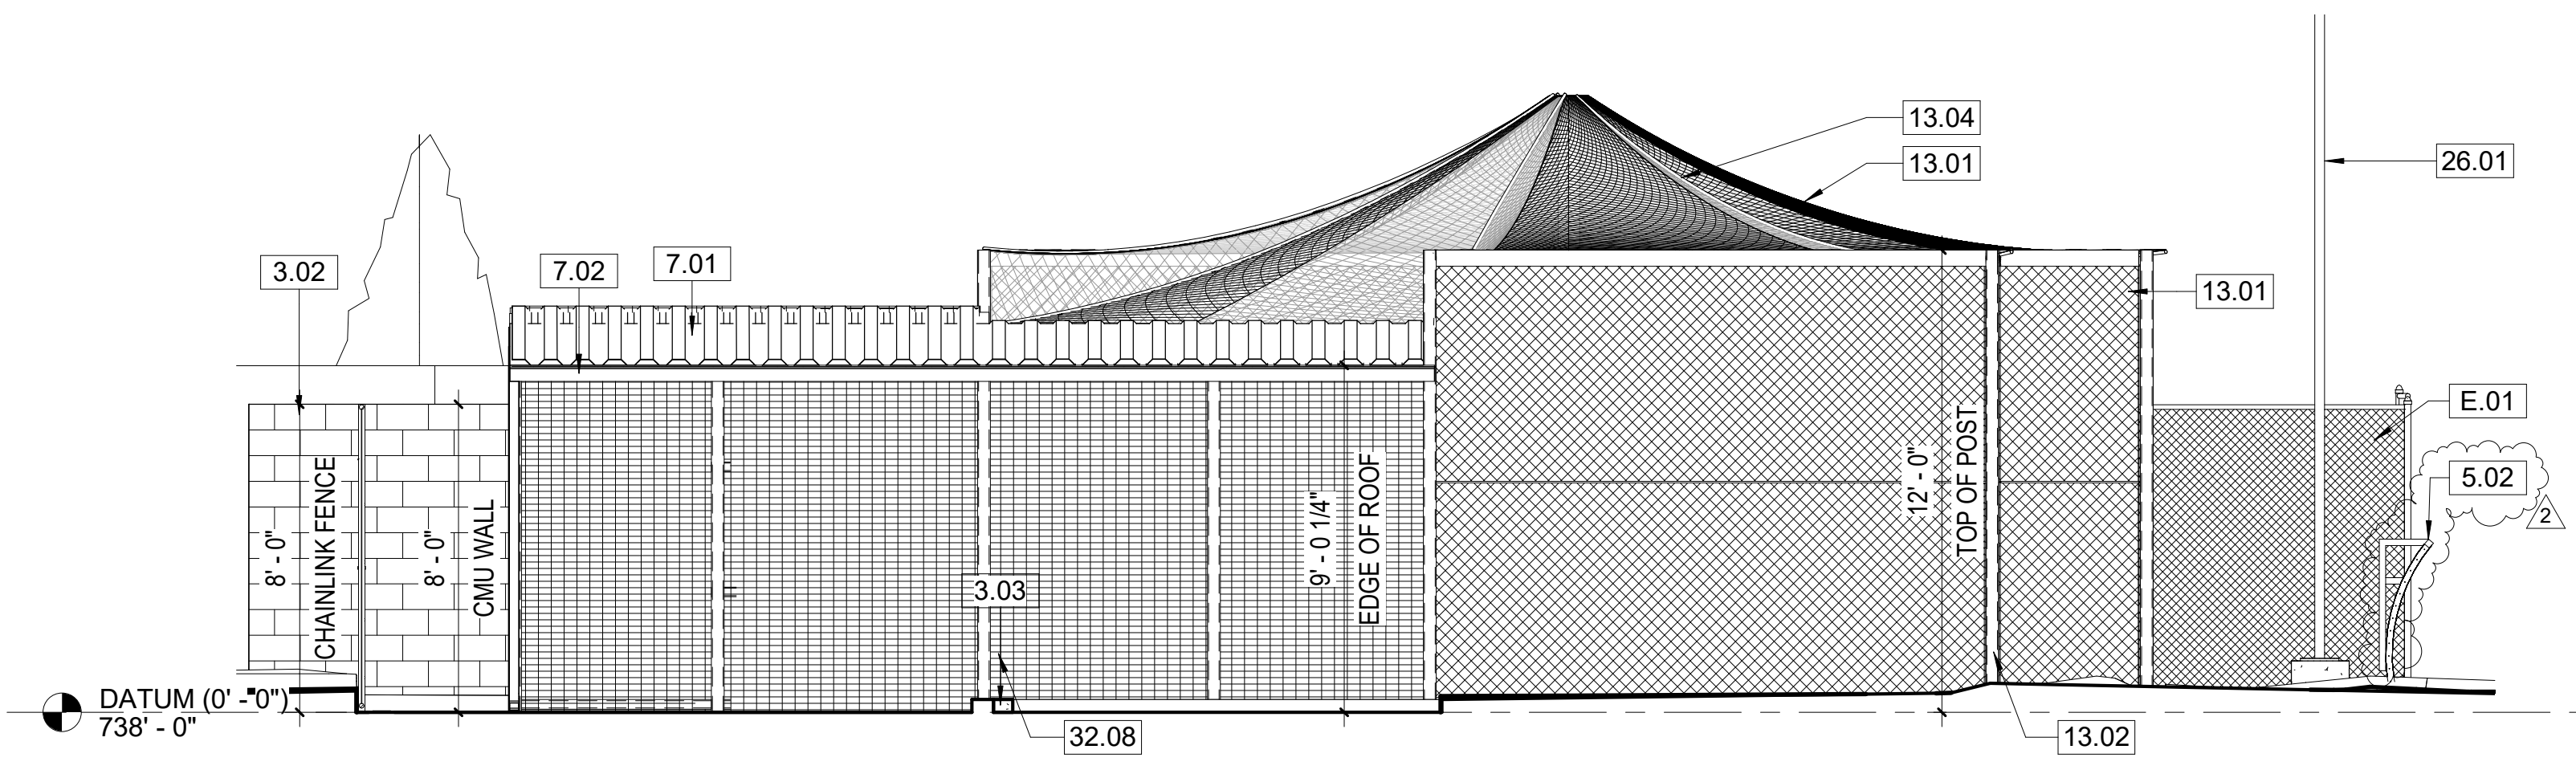 13.04
13.01
26.01
3.02
7.02
7.01
13.01
E.01
5.02
2
8' - 0"
CHAINLINK FENCE
8' - 0"
CMU WALL
9' - 0 1/4"
EDGE OF ROOF
12' - 0"
TOP OF POST
3.03
DATUM (0' - 0")
738' - 0"
32.08
13.02